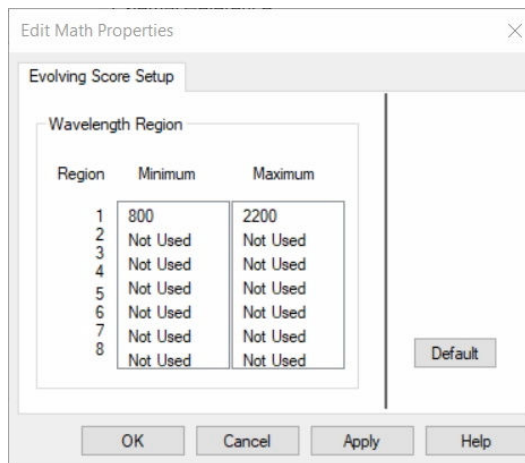 Edit Math Properties
Evolving Score Setup
Wavelength Region
Region Minimum Maximum
1 800 2200
2 Not Used Not Used
3 Not Used Not Used
4 Not Used Not Used
5 Not Used Not Used
6 Not Used Not Used
7 Not Used Not Used
8 Not Used Not Used
Default
OK Cancel Apply Help